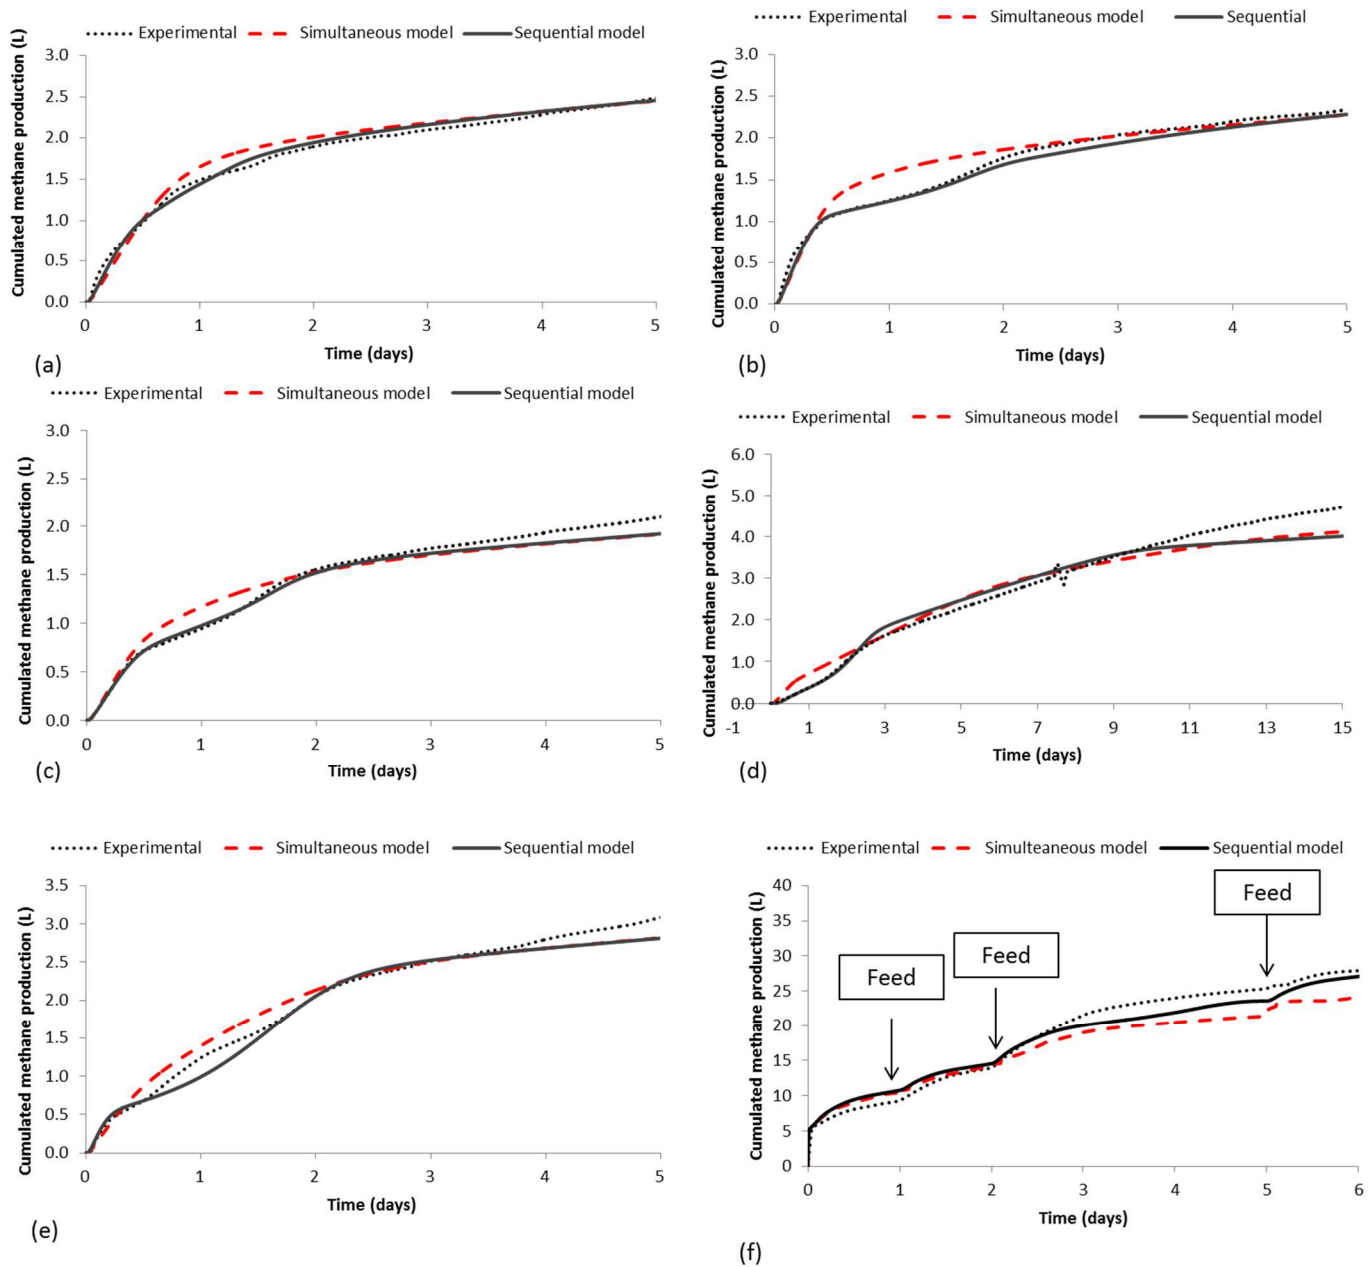 Experimental Simultaneous model Sequential model
Cumulated methane production (L)
3.0
2.5
2.0
1.5
1.0
0.5
0.0
0 1 2 3 4 5
Time (days)
(a)
Experimental Simultaneous model Sequential
Cumulated methane production (L)
3.0
2.5
2.0
1.5
1.0
0.5
0.0
0 1 2 3 4 5
Time (days)
(b)
Experimental Simultaneous model Sequential model
Cumulated methane production (L)
3.0
2.5
2.0
1.5
1.0
0.5
0.0
0 1 2 3 4 5
Time (days)
(c)
Experimental Simultaneous model Sequential model
Cumulated methane production (L)
6.0
5.0
4.0
3.0
2.0
1.0
0.0
-1 1 3 5 7 9 11 13 15
Time (days)
(d)
Experimental Simultaneous model Sequential model
Cumulated methane production (L)
3.5
3.0
2.5
2.0
1.5
1.0
0.5
0.0
0 1 2 3 4 5
Time (days)
(e)
Experimental Simulteaneous model Sequential model
Cumulated methane production (L)
40
35
30
25
20
15
10
5
0
Feed
Feed
Feed
0 1 2 3 4 5 6
Time (days)
(f)